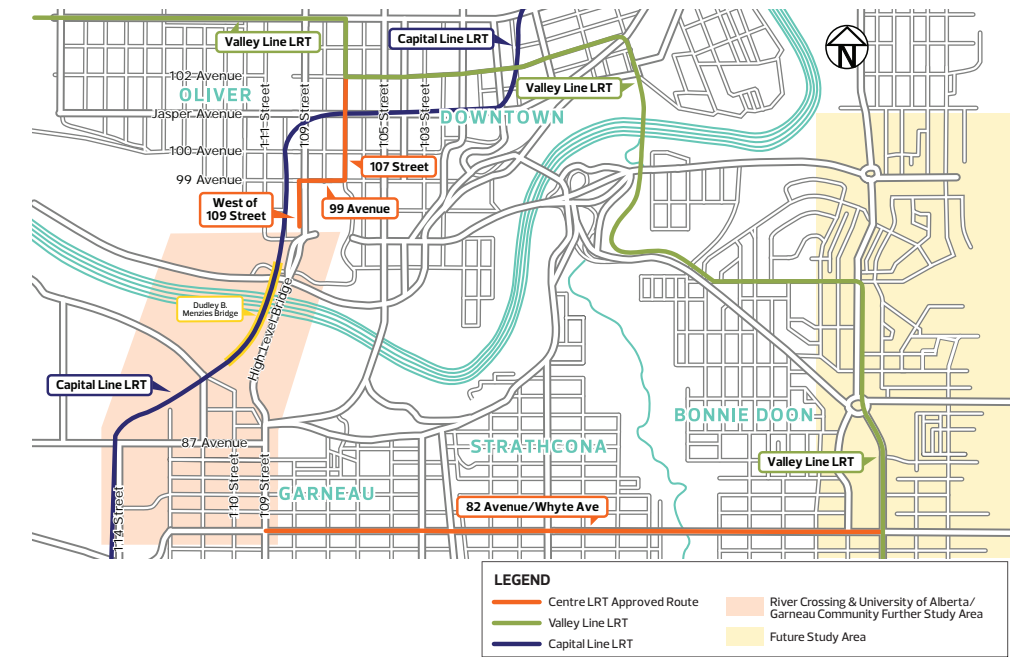 Valley Line LRT
Capital Line LRT
N
102 Avenue
OLIVER
Valley Line LRT
Jasper Avenue
111 Street
109 Street
105 Street
103 Street
DOWNTOWN
100 Avenue
107 Street
99 Avenue
West of
109 Street
99 Avenue
Dudley B.
Menzies Bridge
High Level Bridge
Capital Line LRT
BONNIE DOON
87 Avenue
STRATHCONA
Valley Line LRT
114 Street
110 Street
109 Street
GARNEAU
82 Avenue/Whyte Ave
LEGEND
Centre LRT Approved Route
Valley Line LRT
Capital Line LRT
River Crossing & University of Alberta/
Garneau Community Further Study Area
Future Study Area